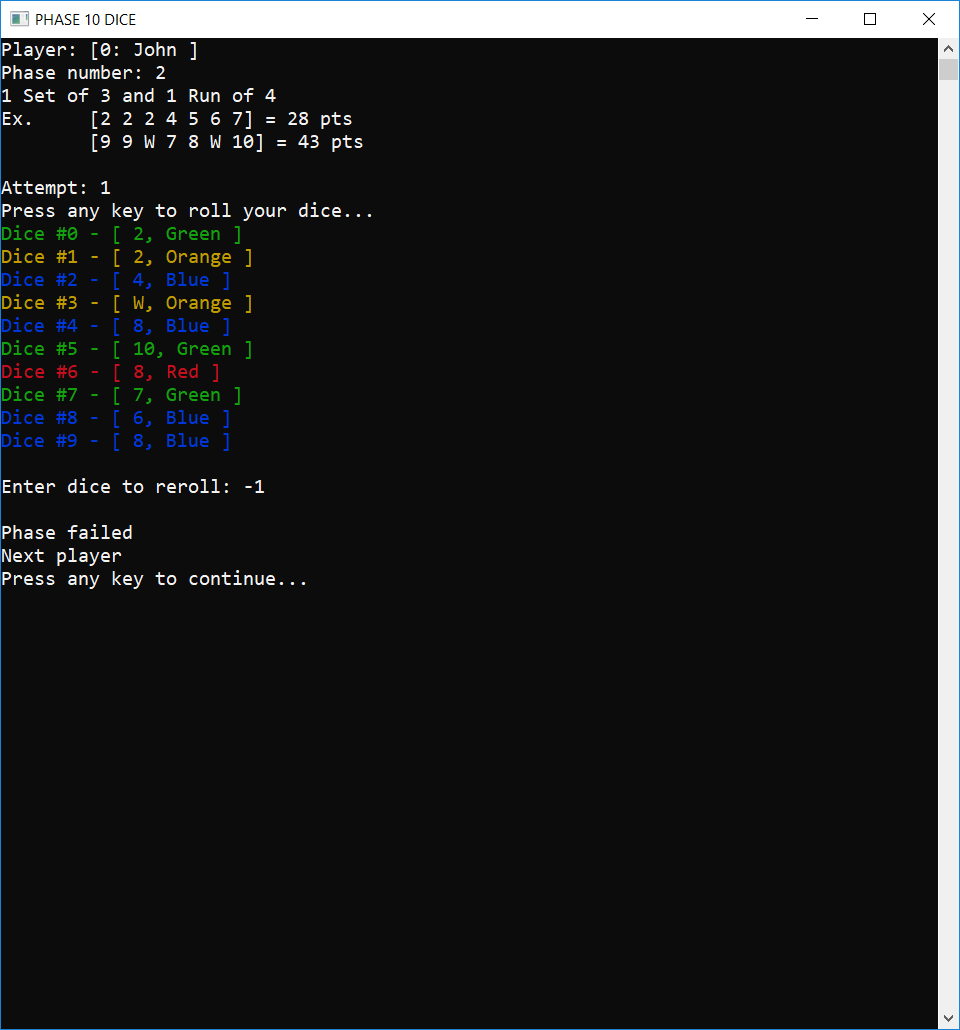 PHASE 10 DICE
Player: [0: John ]
Phase number: 2
1 Set of 3 and 1 Run of 4
Ex.     [2 2 2 4 5 6 7] = 28 pts
        [9 9 W 7 8 W 10] = 43 pts
Attempt: 1
Press any key to roll your dice...
Dice #0 - [ 2, Green ]
Dice #1 - [ 2, Orange ]
Dice #2 - [ 4, Blue ]
Dice #3 - [ W, Orange ]
Dice #4 - [ 8, Blue ]
Dice #5 - [ 10, Green ]
Dice #6 - [ 8, Red ]
Dice #7 - [ 7, Green ]
Dice #8 - [ 6, Blue ]
Dice #9 - [ 8, Blue ]
Enter dice to reroll: -1
Phase failed
Next player
Press any key to continue...